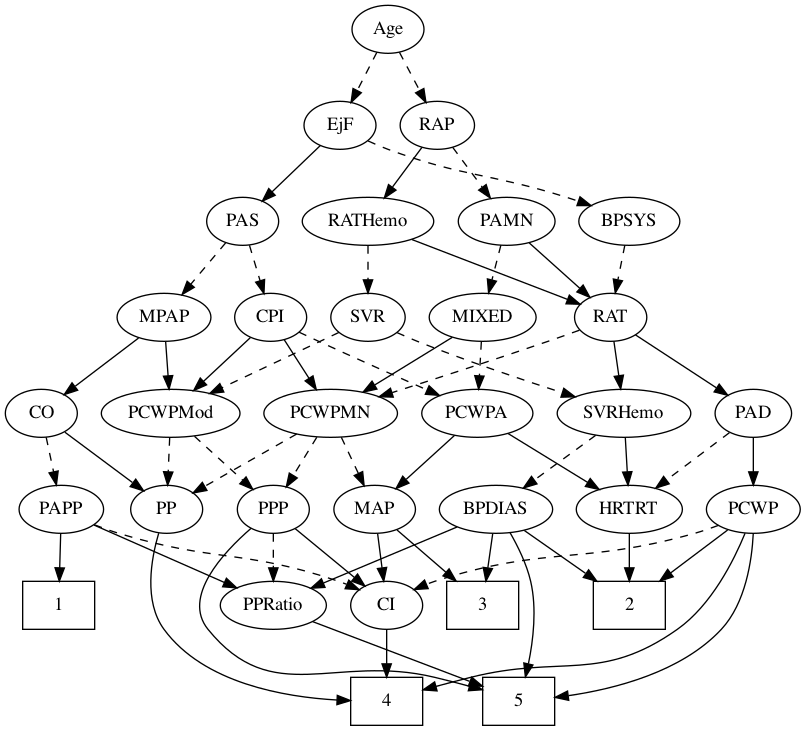 Age
EjF
RAP
PAS
RATHemo
PAMN
BPSYS
MPAP
CPI
SVR
MIXED
RAT
CO
PCWPMod
PCWPMN
PCWPA
SVRHemo
PAD
PAPP
PP
PPP
MAP
BPDIAS
HRTRT
PCWP
1
PPRatio
CI
3
2
4
5